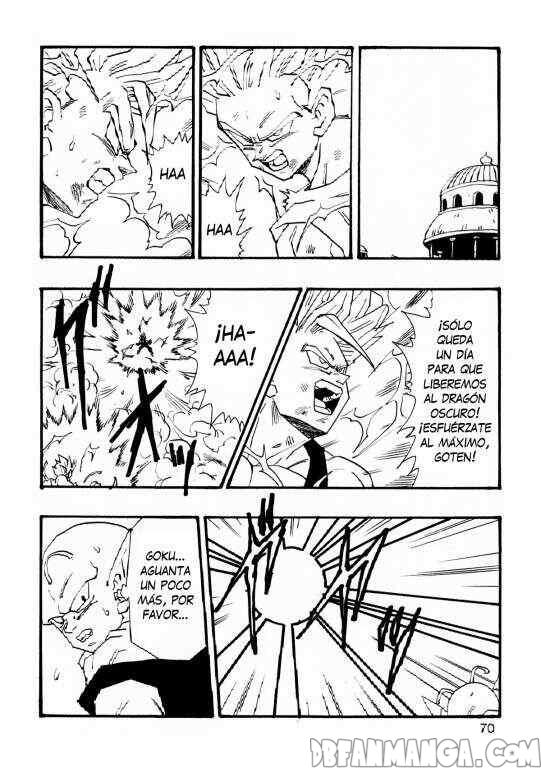 HAA
HAA
¡HA-
AAA!
¡SÓLO
QUEDA
UN DÍA
PARA QUE
LIBEREMOS
AL DRAGÓN
OSCURO!
¡ESFUÉRZATE
AL MÁXIMO,
GOTEN!
GOKU...
AGUANTA
UN POCO
MÁS, POR
FAVOR...
70
DBFANMANGA.COM